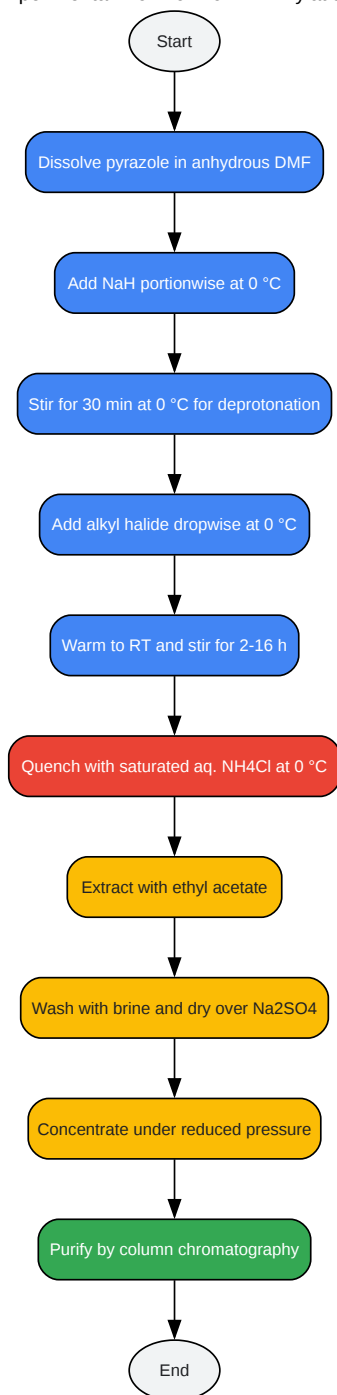 Start
Dissolve pyrazole in anhydrous DMF
Add NaH portionwise at 0 °C
Stir for 30 min at 0 °C for deprotonation
Add alkyl halide dropwise at 0 °C
Warm to RT and stir for 2-16 h
Quench with saturated aq. NH4Cl at 0 °C
Extract with ethyl acetate
Wash with brine and dry over Na2SO4
Concentrate under reduced pressure
Purify by column chromatography
End